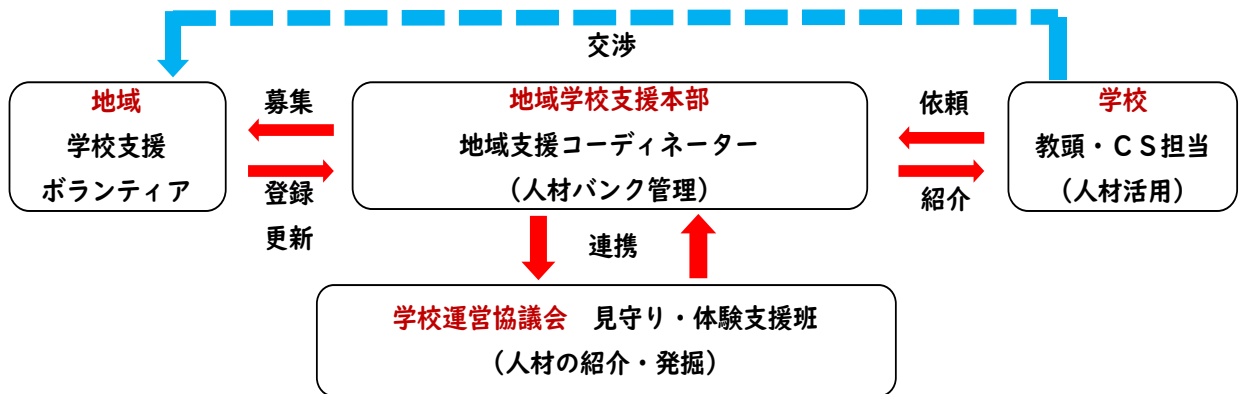 交渉
地域
学校支援
ボランティア
募集
登録
更新
地域学校支援本部
地域支援コーディネーター
（人材バンク管理）
依頼
紹介
学校
教頭・ＣＳ担当
（人材活用）
連携
学校運営協議会　見守り・体験支援班
（人材の紹介・発掘）